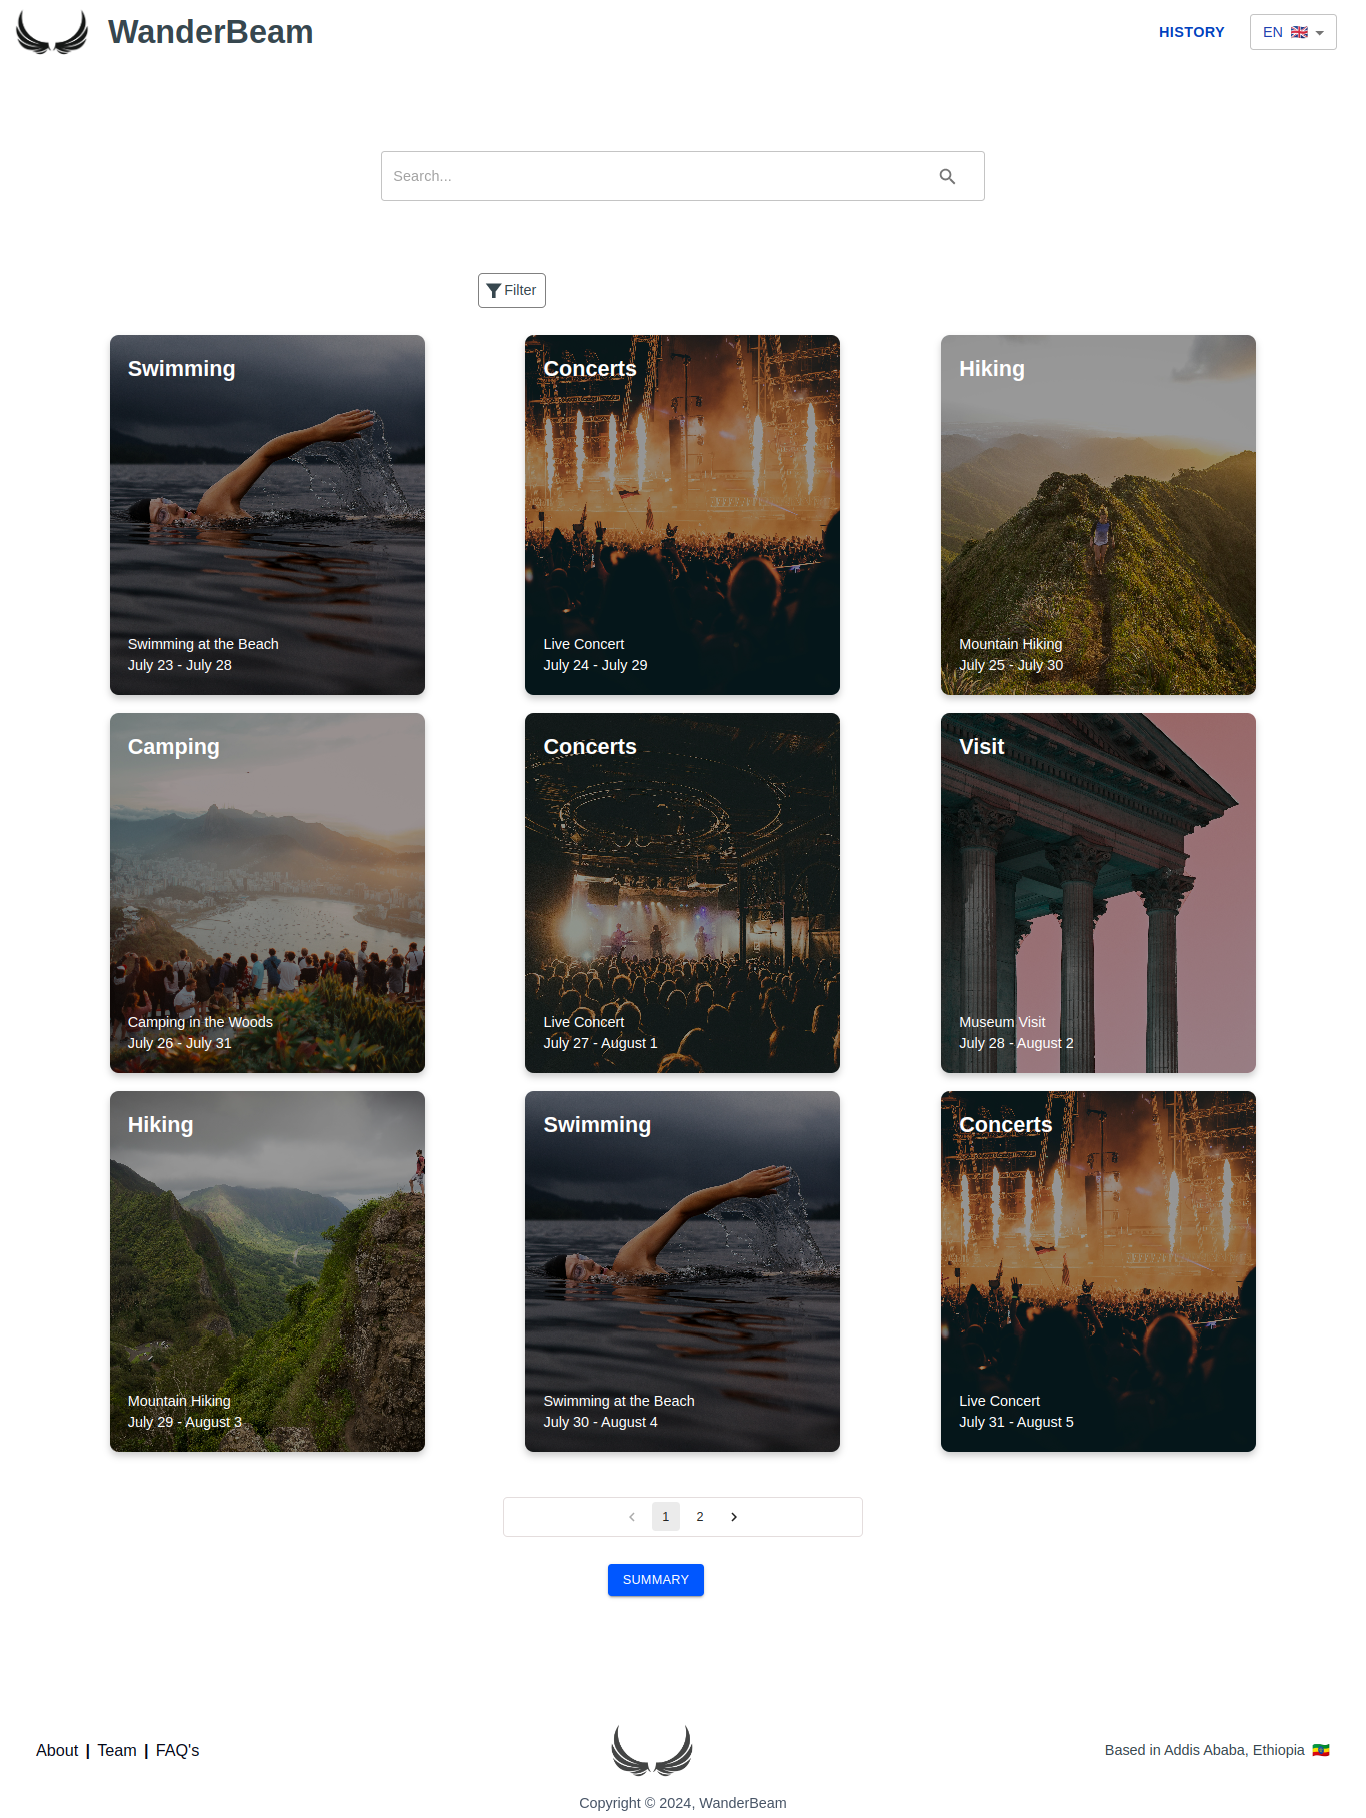 WanderBeam
HISTORY
EN 🇬🇧
Search...
Filter
Swimming
Swimming at the Beach
July 23 - July 28
Concerts
Live Concert
July 24 - July 29
Hiking
Mountain Hiking
July 25 - July 30
Camping
Camping in the Woods
July 26 - July 31
Concerts
Live Concert
July 27 - August 1
Visit
Museum Visit
July 28 - August 2
Hiking
Mountain Hiking
July 29 - August 3
Swimming
Swimming at the Beach
July 30 - August 4
Concerts
Live Concert
July 31 - August 5
1 2
SUMMARY
About | Team | FAQ's
Based in Addis Ababa, Ethiopia 🇪🇹
Copyright © 2024, WanderBeam